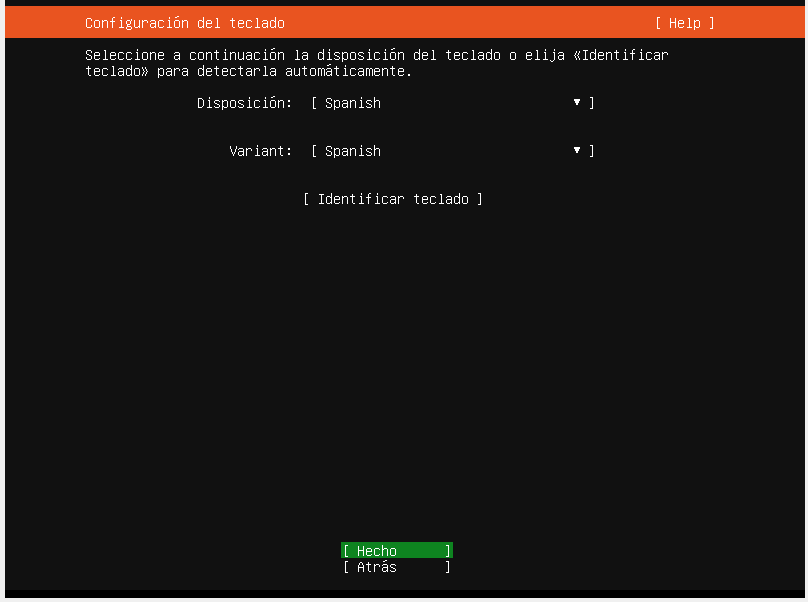 Configuración del teclado [ Help ]
Seleccione a continuación la disposición del teclado o elija «Identificar
teclado» para detectarla automáticamente.
Disposición: [ Spanish ▾ ]
Variant: [ Spanish ▾ ]
[ Identificar teclado ]
[ Hecho ]
[ Atrás ]